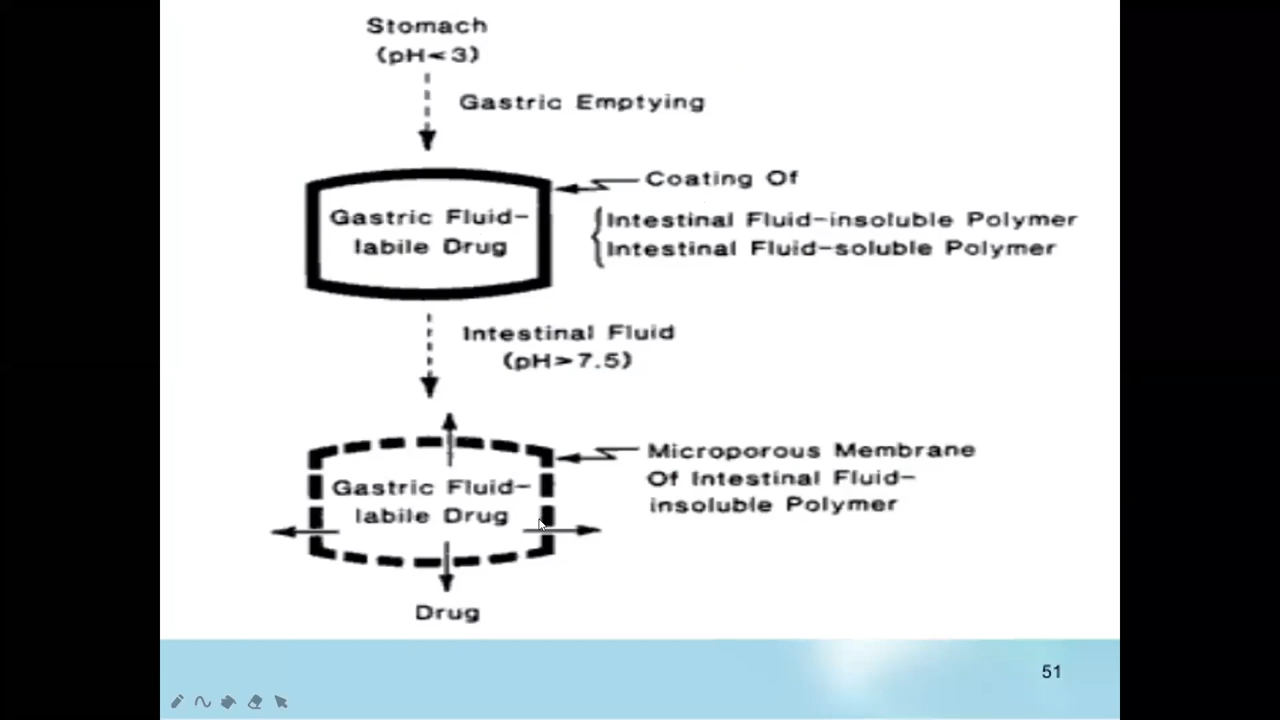 Stomach
(pH<3)
Gastric Emptying
Coating Of
Gastric Fluid-
labile Drug
Intestinal Fluid-insoluble Polymer
Intestinal Fluid-soluble Polymer
Intestinal Fluid
(pH>7.5)
Microporous Membrane
Of Intestinal Fluid-
insoluble Polymer
Gastric Fluid-
labile Drug
Drug
51